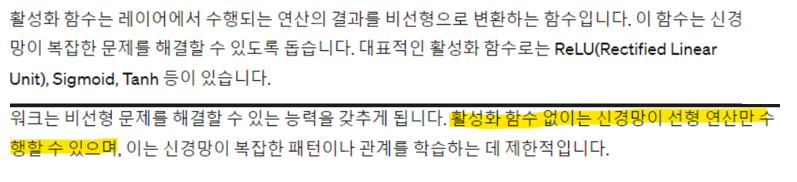 활성화 함수는 레이어에서 수행되는 연산의 결과를 비선형으로 변환하는 함수입니다. 이 함수는 신경
망이 복잡한 문제를 해결할 수 있도록 돕습니다. 대표적인 활성화 함수로는 ReLU(Rectified Linear
Unit), Sigmoid, Tanh 등이 있습니다.
워크는 비선형 문제를 해결할 수 있는 능력을 갖추게 됩니다. 활성화 함수 없이는 신경망이 선형 연산만 수
행할 수 있으며, 이는 신경망이 복잡한 패턴이나 관계를 학습하는 데 제한적입니다.